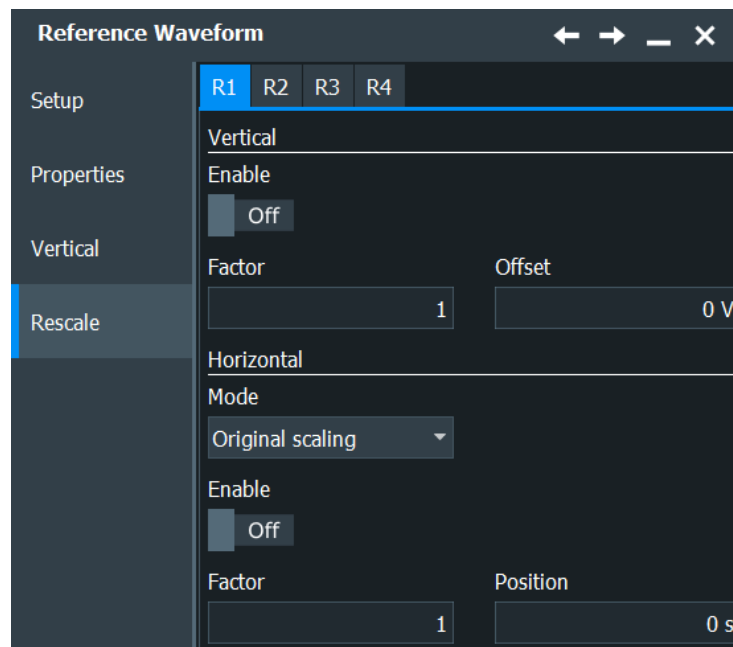 Reference Waveform
Setup
Properties
Vertical
Rescale
R1 R2 R3 R4
Vertical
Enable
Off
Factor Offset
1 0 V
Horizontal
Mode
Original scaling
Enable
Off
Factor Position
1 0 s